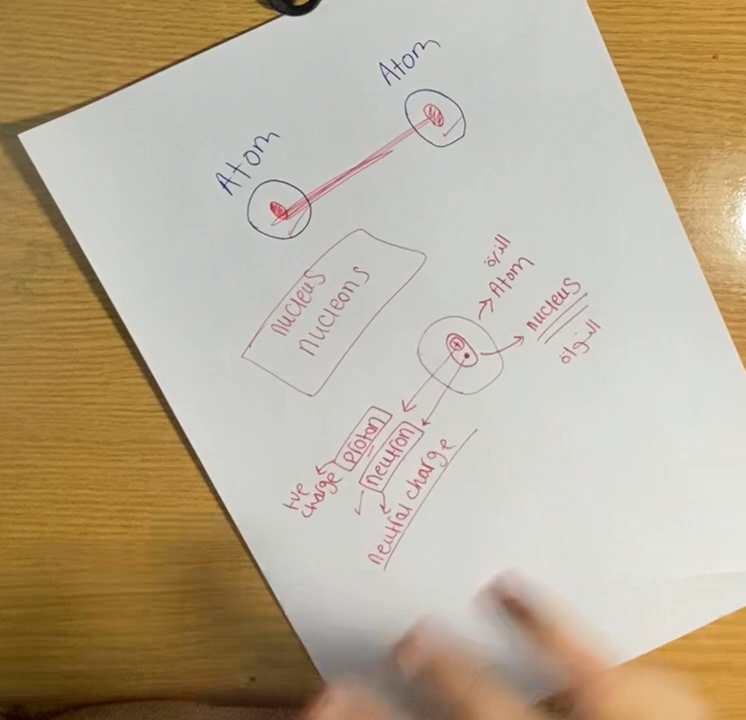 Atom
Atom
nucleus
nucleons
الذرة
Atom
nucleus
النواة
proton
+ve
charge
neutron
neutral charge